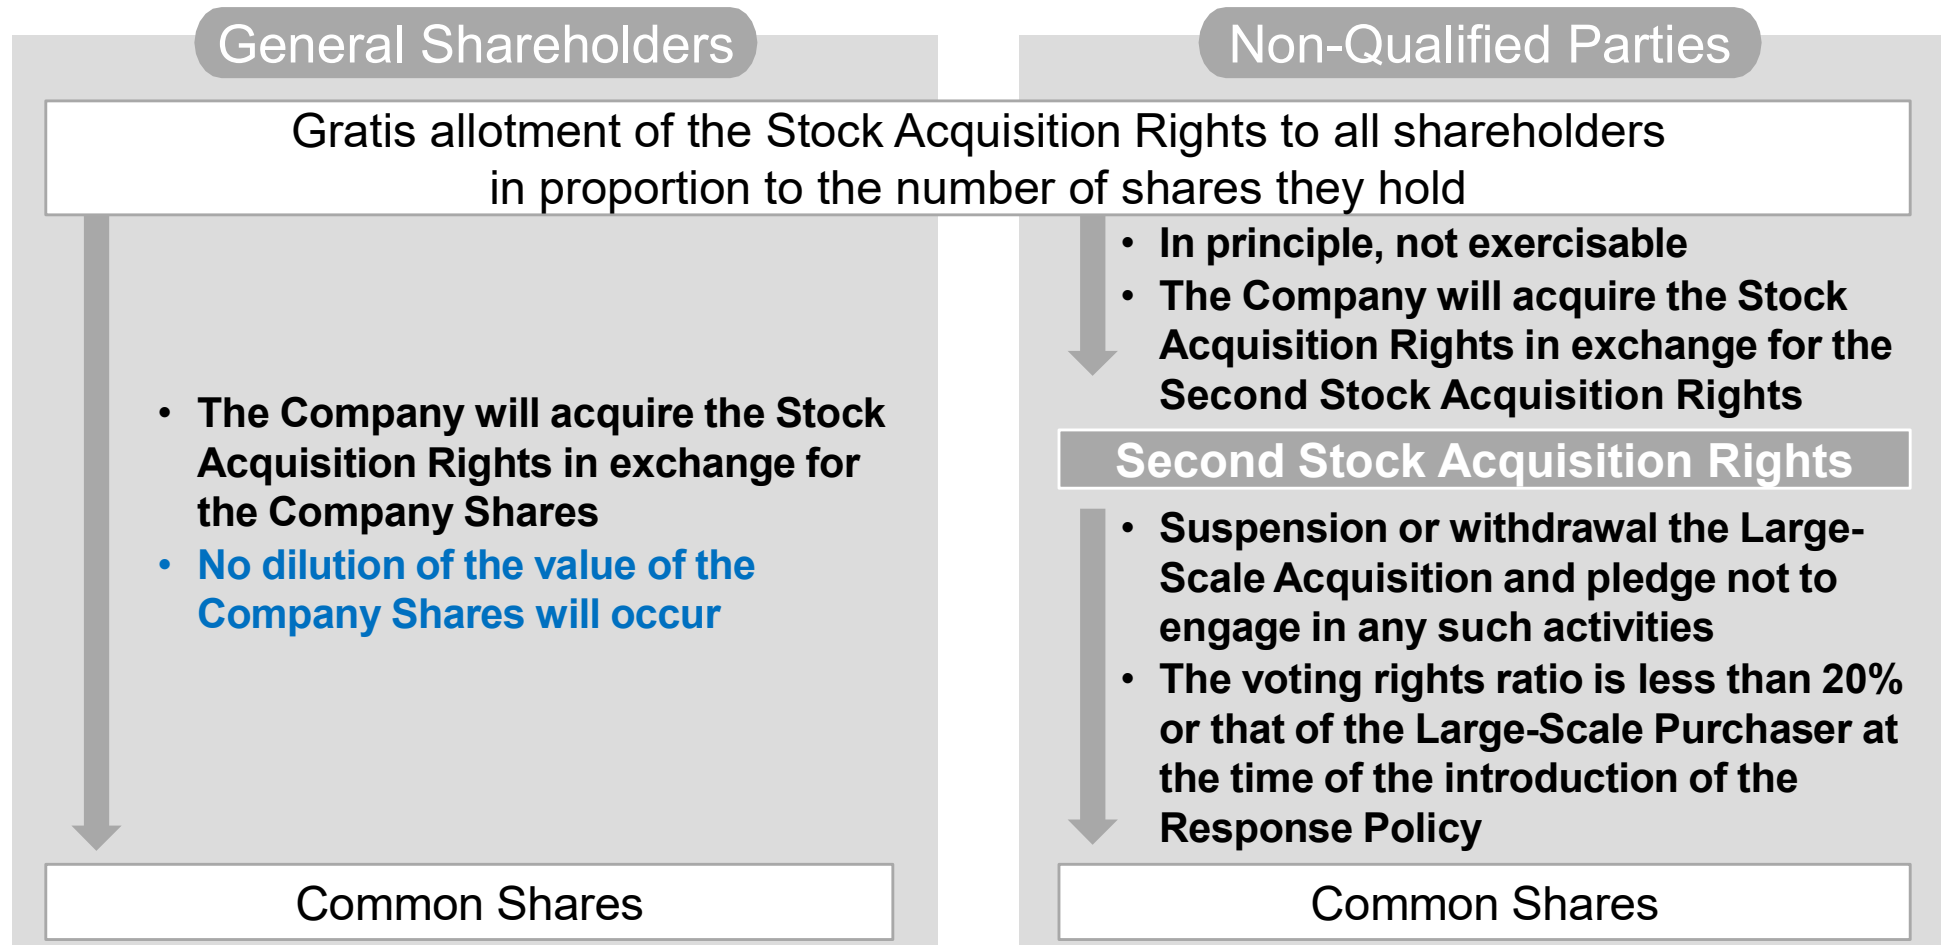 General Shareholders
Non-Qualified Parties
Gratis allotment of the Stock Acquisition Rights to all shareholders
in proportion to the number of shares they hold
• The Company will acquire the Stock
Acquisition Rights in exchange for
the Company Shares
• No dilution of the value of the
Company Shares will occur
Common Shares
• In principle, not exercisable
• The Company will acquire the Stock
Acquisition Rights in exchange for the
Second Stock Acquisition Rights
Second Stock Acquisition Rights
• Suspension or withdrawal the Large-
Scale Acquisition and pledge not to
engage in any such activities
• The voting rights ratio is less than 20%
or that of the Large-Scale Purchaser at
the time of the introduction of the
Response Policy
Common Shares